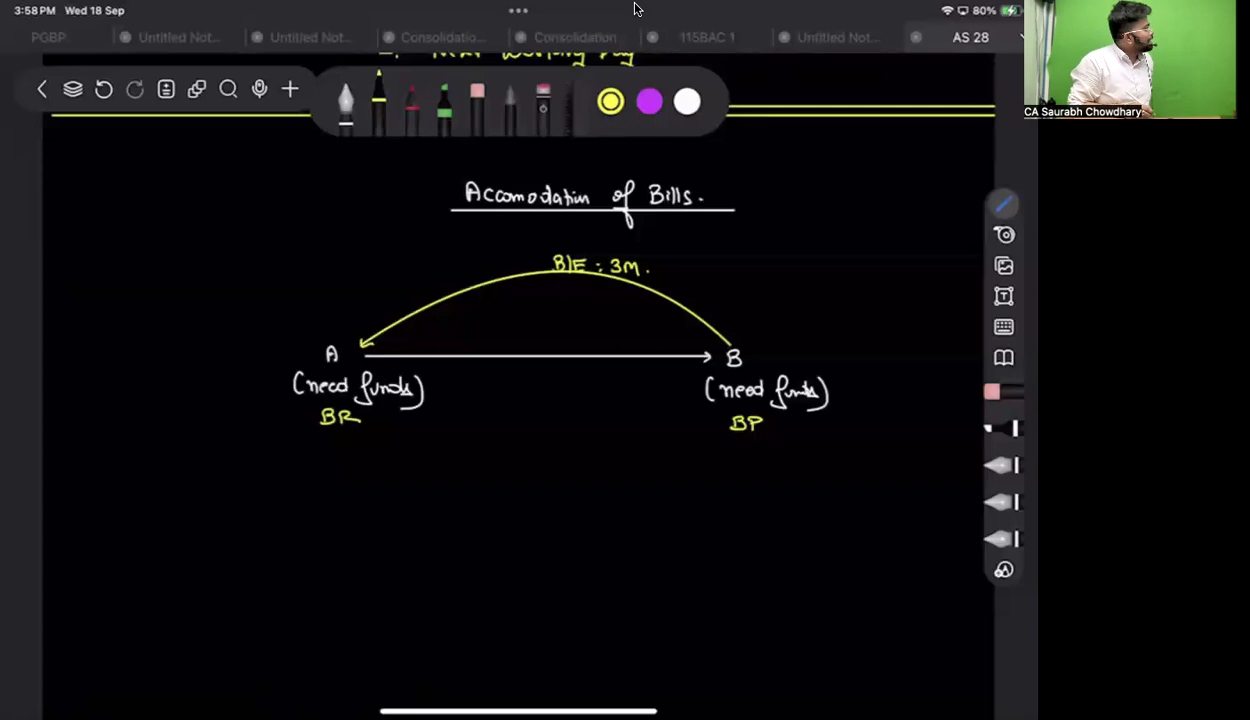 3:58 PM Wed 18 Sep
80%
PGBP
Untitled Not...
Untitled Not...
Consolidatio...
Consolidation
115BAC 1
Untitled Not...
AS 28
CA Saurabh Chowdhary
Accomodation of Bills.
B/E : 3M.
A
B
(need funds)
(need funds)
BR
BP